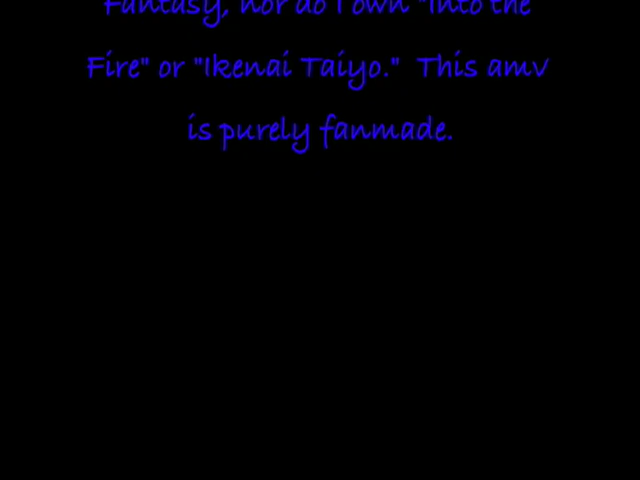 Fantasy, nor do I own "Into the
Fire" or "Ikenai Taiyo."  This amv
is purely fanmade.